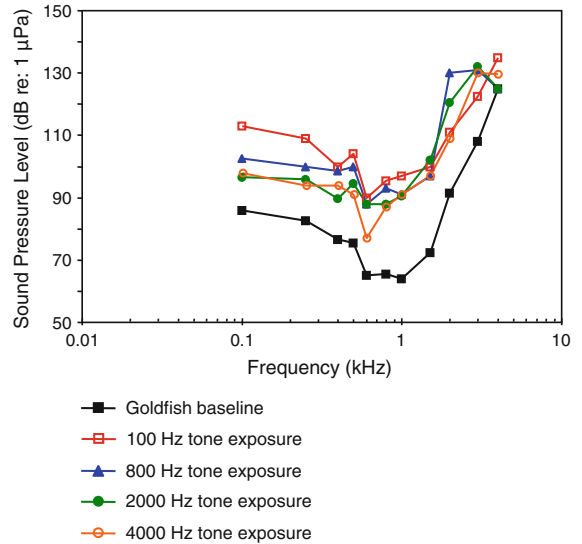 Sound Pressure Level (dB re: 1 µPa)
150
130
110
90
70
50
0.01
0.1
1
10
Frequency (kHz)
Goldfish baseline
100 Hz tone exposure
800 Hz tone exposure
2000 Hz tone exposure
4000 Hz tone exposure